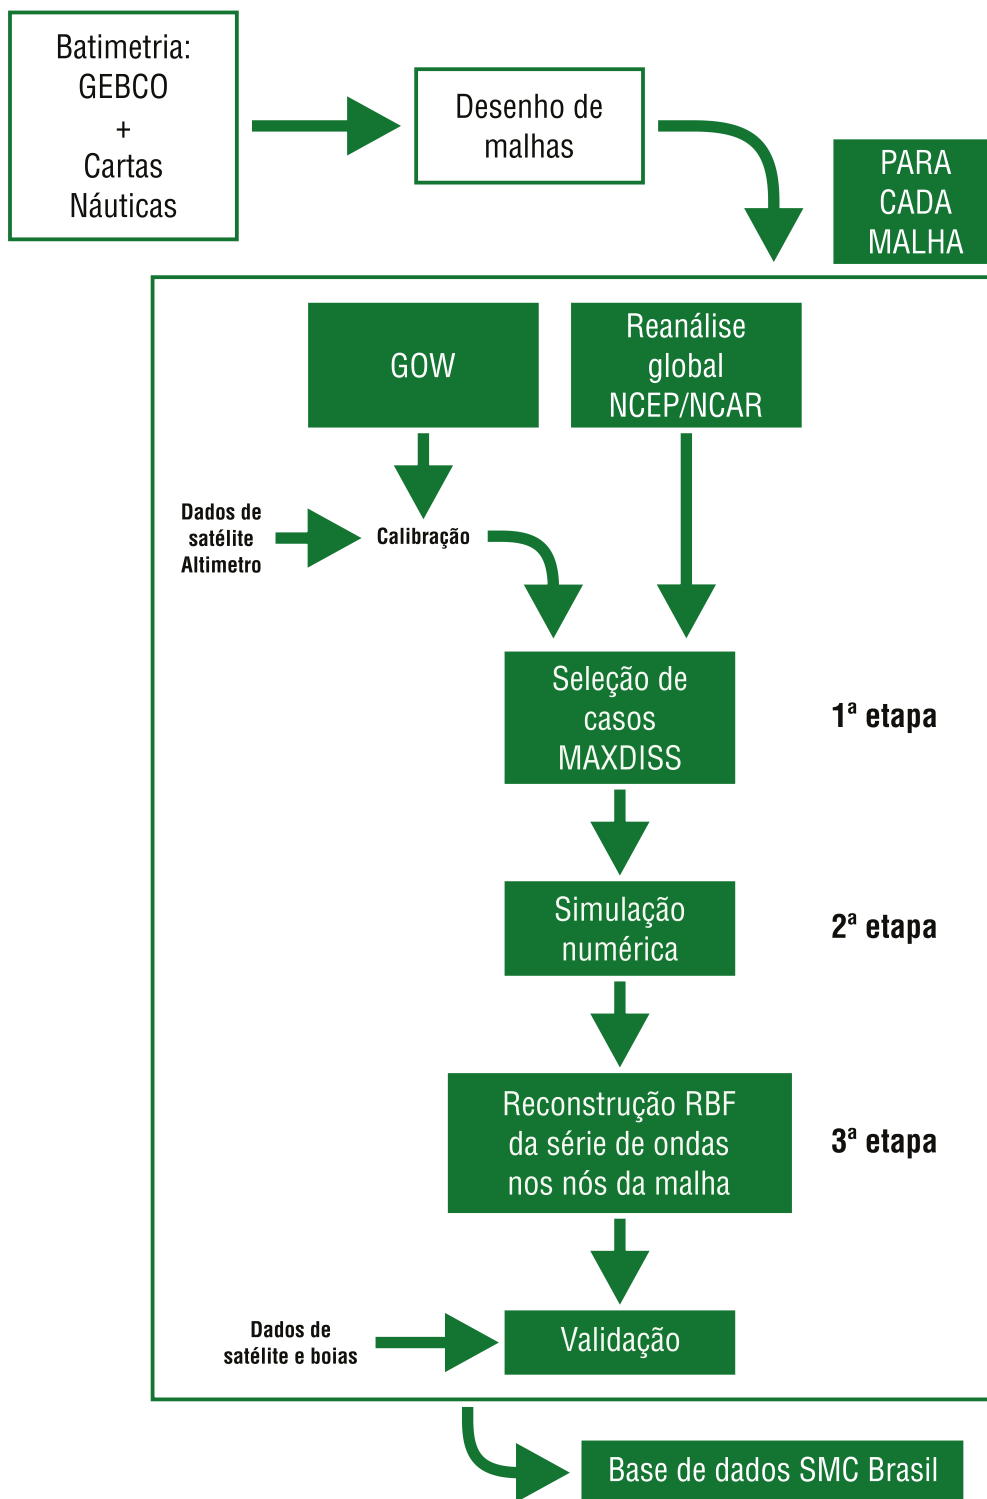 Batimetria:
GEBCO
+
Cartas
Náuticas
Desenho de
malhas
PARA
CADA
MALHA
GOW
Reanálise
global
NCEP/NCAR
Dados de
satélite
Altimetro
Calibração
Seleção de
casos
MAXDISS
1ª etapa
Simulação
numérica
2ª etapa
Reconstrução RBF
da série de ondas
nos nós da malha
3ª etapa
Dados de
satélite e boias
Validação
Base de dados SMC Brasil